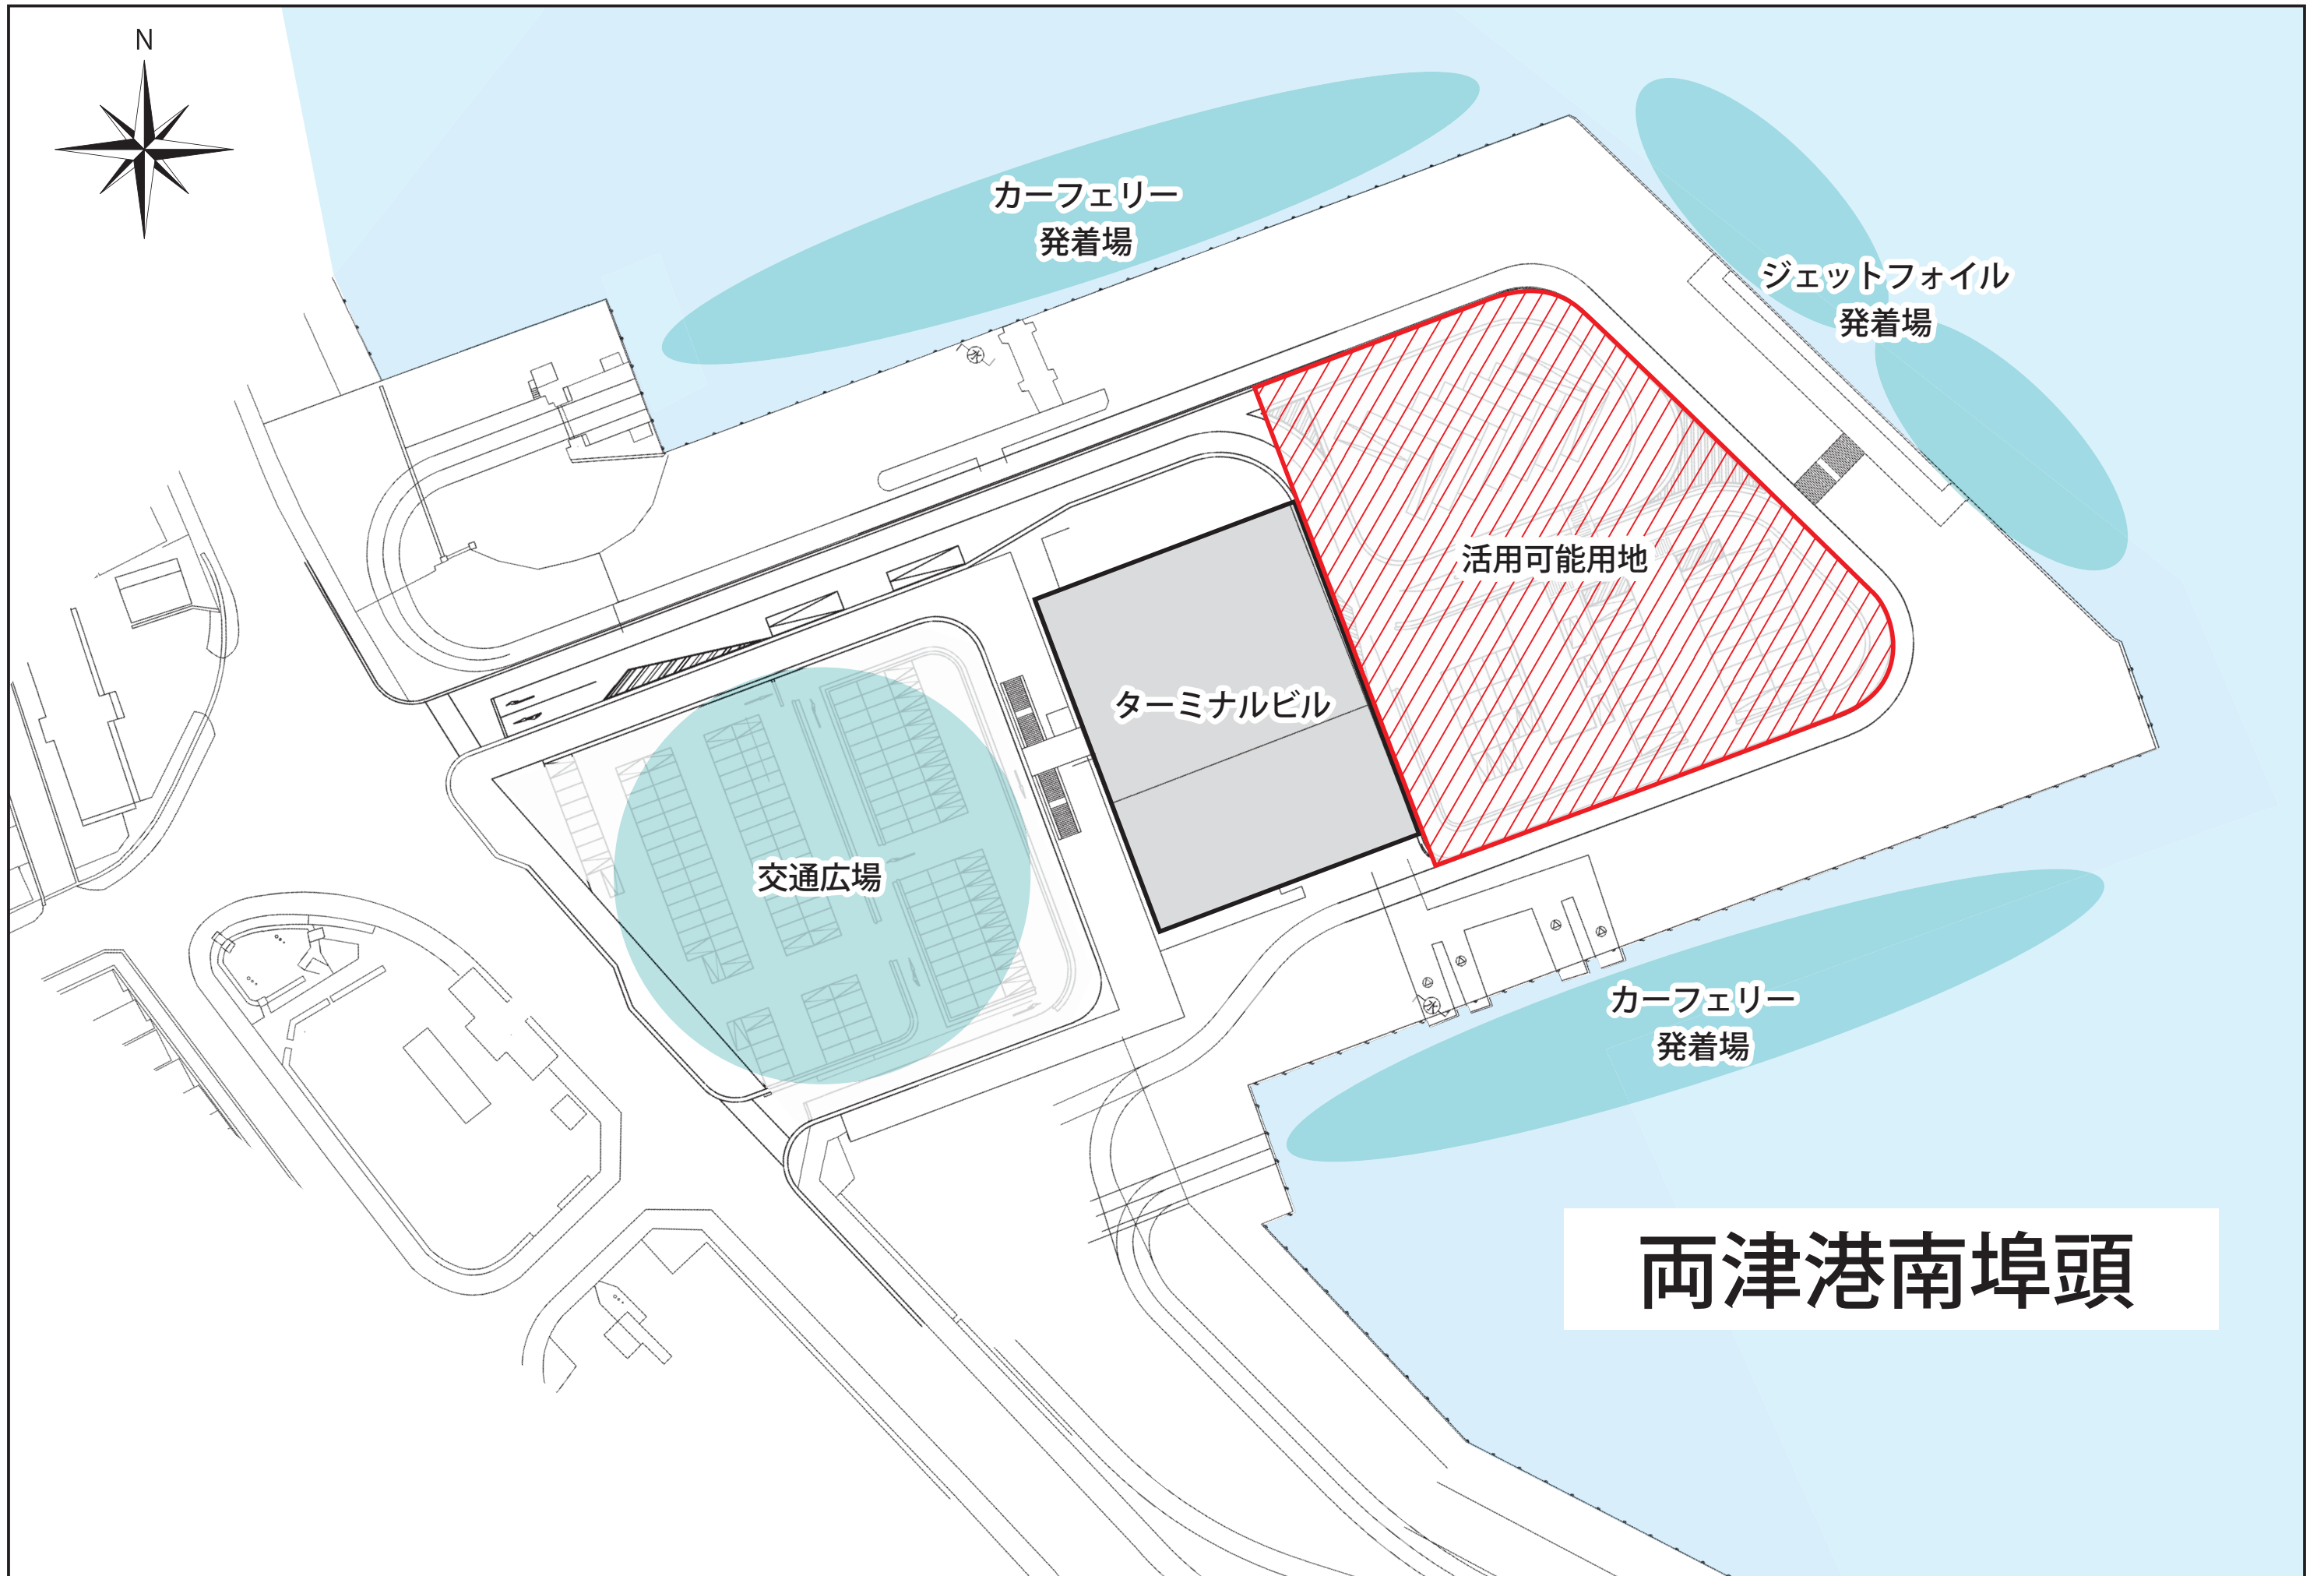 N
カーフェリー
発着場
ジェットフォイル
発着場
活用可能用地
ターミナルビル
交通広場
カーフェリー
発着場
両津港南埠頭